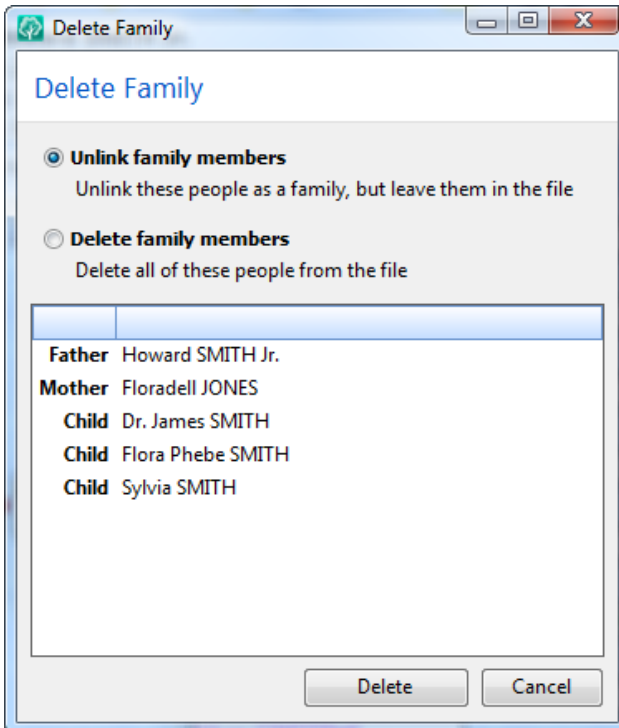 Delete Family
Delete Family
Unlink family members
Unlink these people as a family, but leave them in the file
Delete family members
Delete all of these people from the file
Father Howard SMITH Jr.
Mother Floradell JONES
Child Dr. James SMITH
Child Flora Phebe SMITH
Child Sylvia SMITH
Delete Cancel